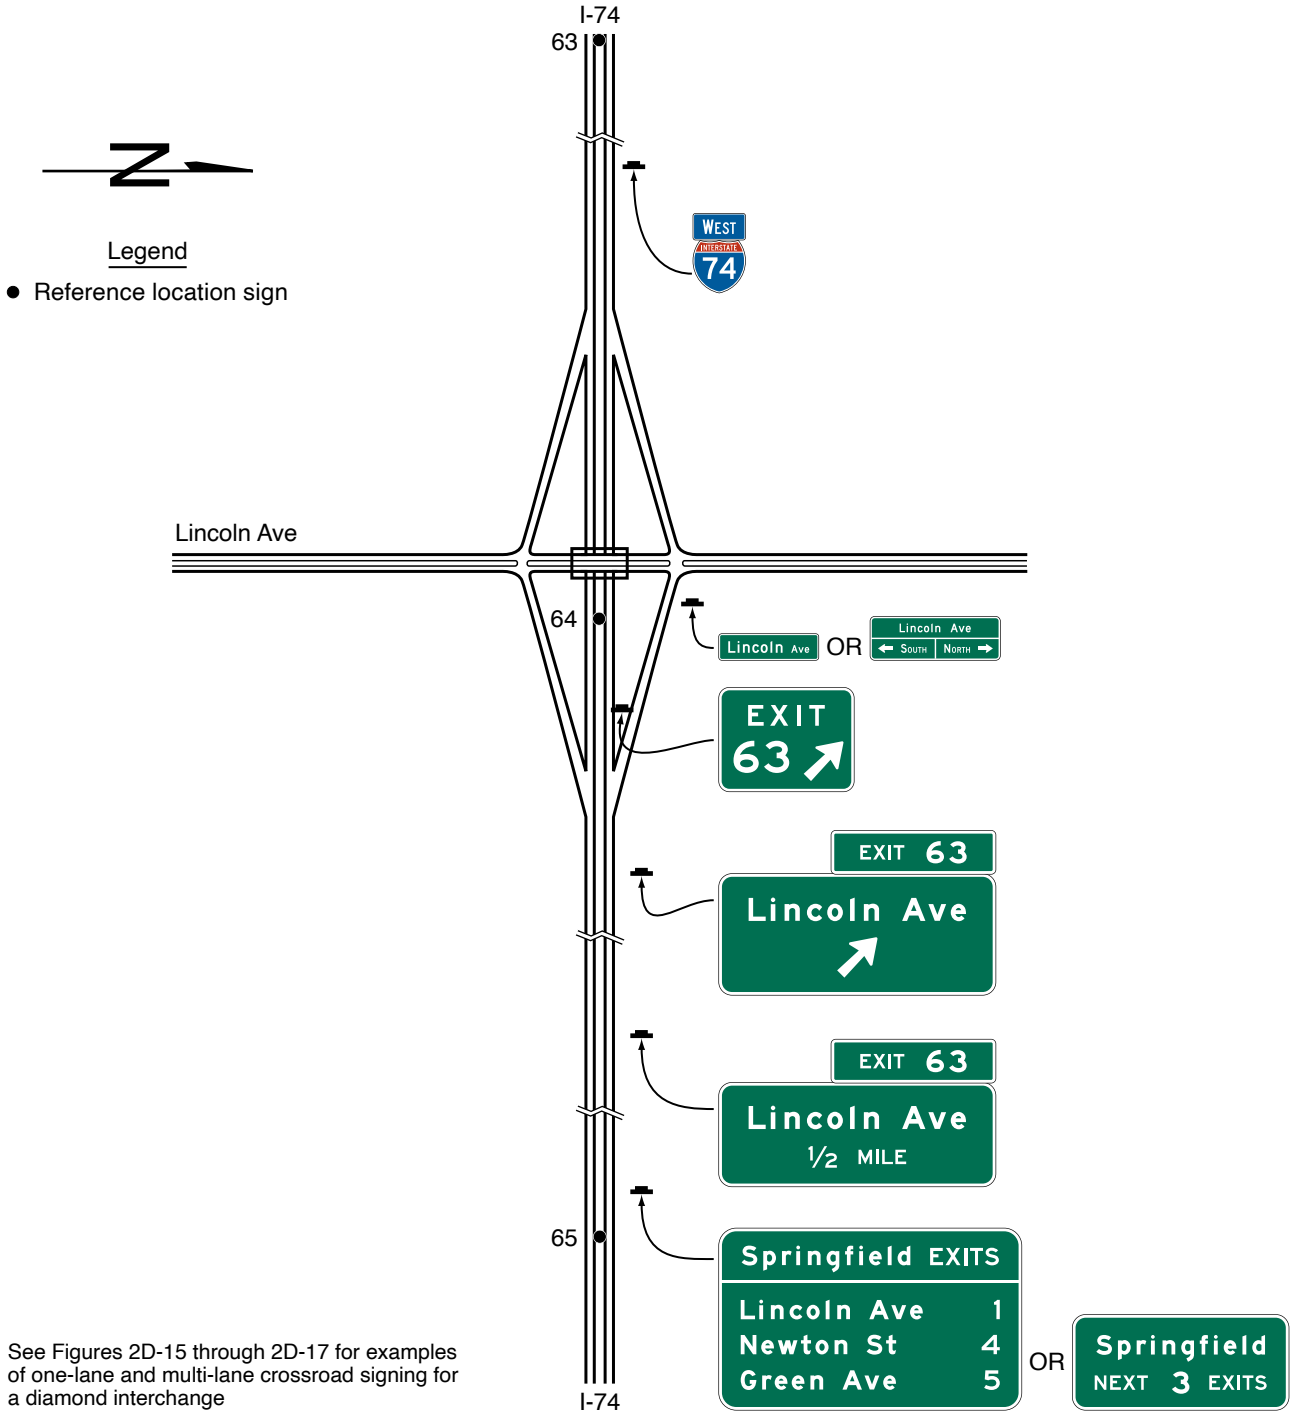 I-74
63
N
WEST
INTERSTATE
74
Legend
● Reference location sign
Lincoln Ave
64
Lincoln Ave
OR
Lincoln Ave
← SOUTH NORTH →
EXIT
63
EXIT 63
Lincoln Ave
EXIT 63
Lincoln Ave
1/2 MILE
65
Springfield EXITS
Lincoln Ave 1
Newton St 4
Green Ave 5
OR
Springfield
NEXT 3 EXITS
I-74
See Figures 2D-15 through 2D-17 for examples
of one-lane and multi-lane crossroad signing for
a diamond interchange